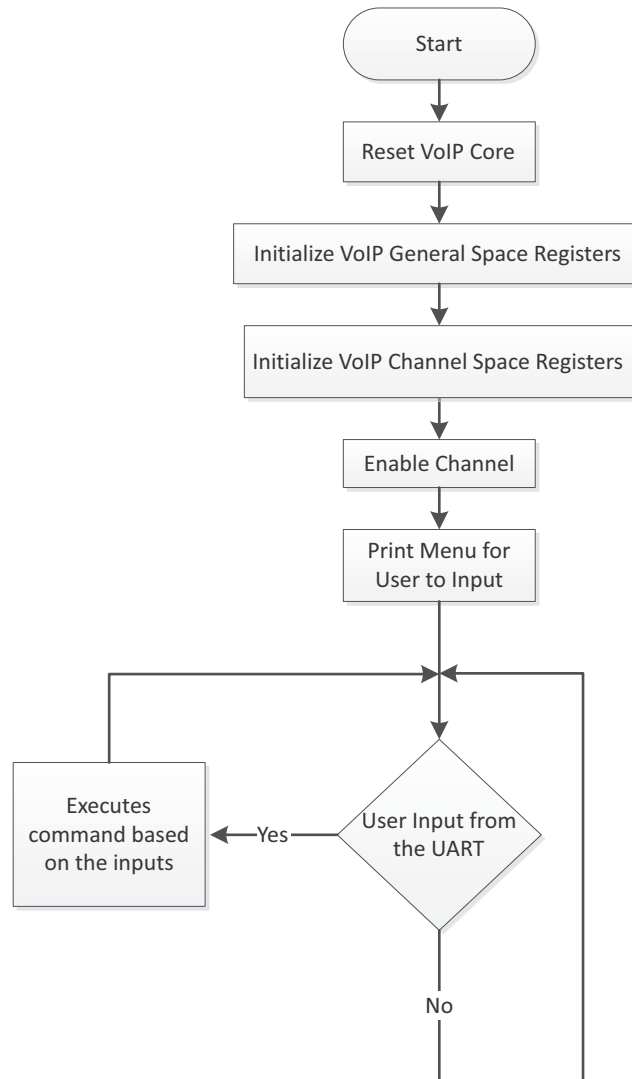 Start
Reset VoIP Core
Initialize VoIP General Space Registers
Initialize VoIP Channel Space Registers
Enable Channel
Print Menu for
User to Input
Executes
command based
on the inputs
Yes
User Input from
the UART
No